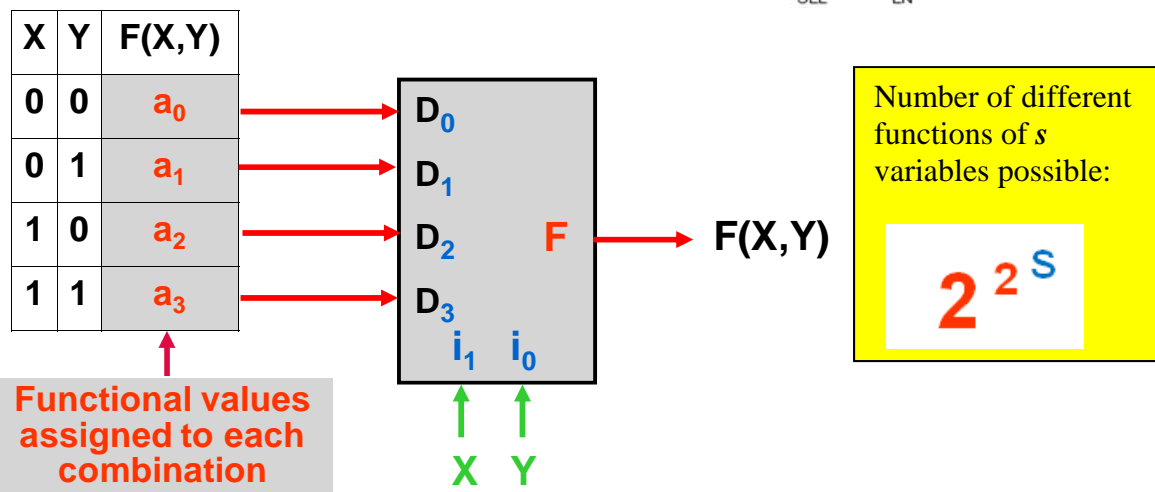 X Y F(X,Y)
0 0 a₀
0 1 a₁
1 0 a₂
1 1 a₃
Functional values
assigned to each
combination
D₀
D₁
D₂ F
D₃
i₁ i₀
X Y
F(X,Y)
Number of different
functions of s
variables possible:
2 2 S